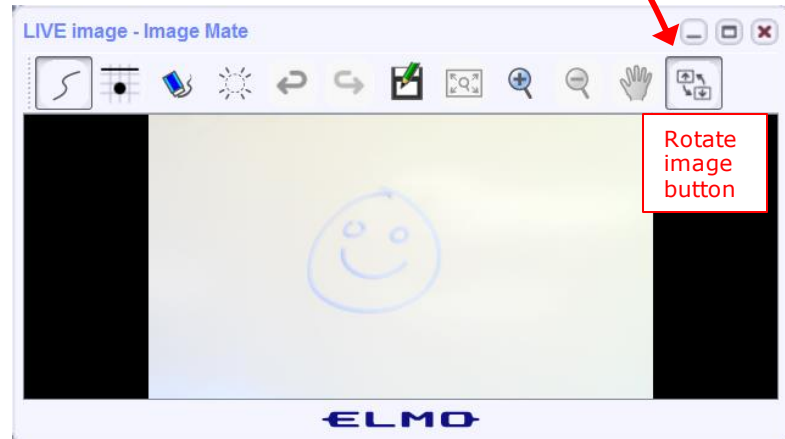 LIVE image - Image Mate
Rotate
image
button
ELMO